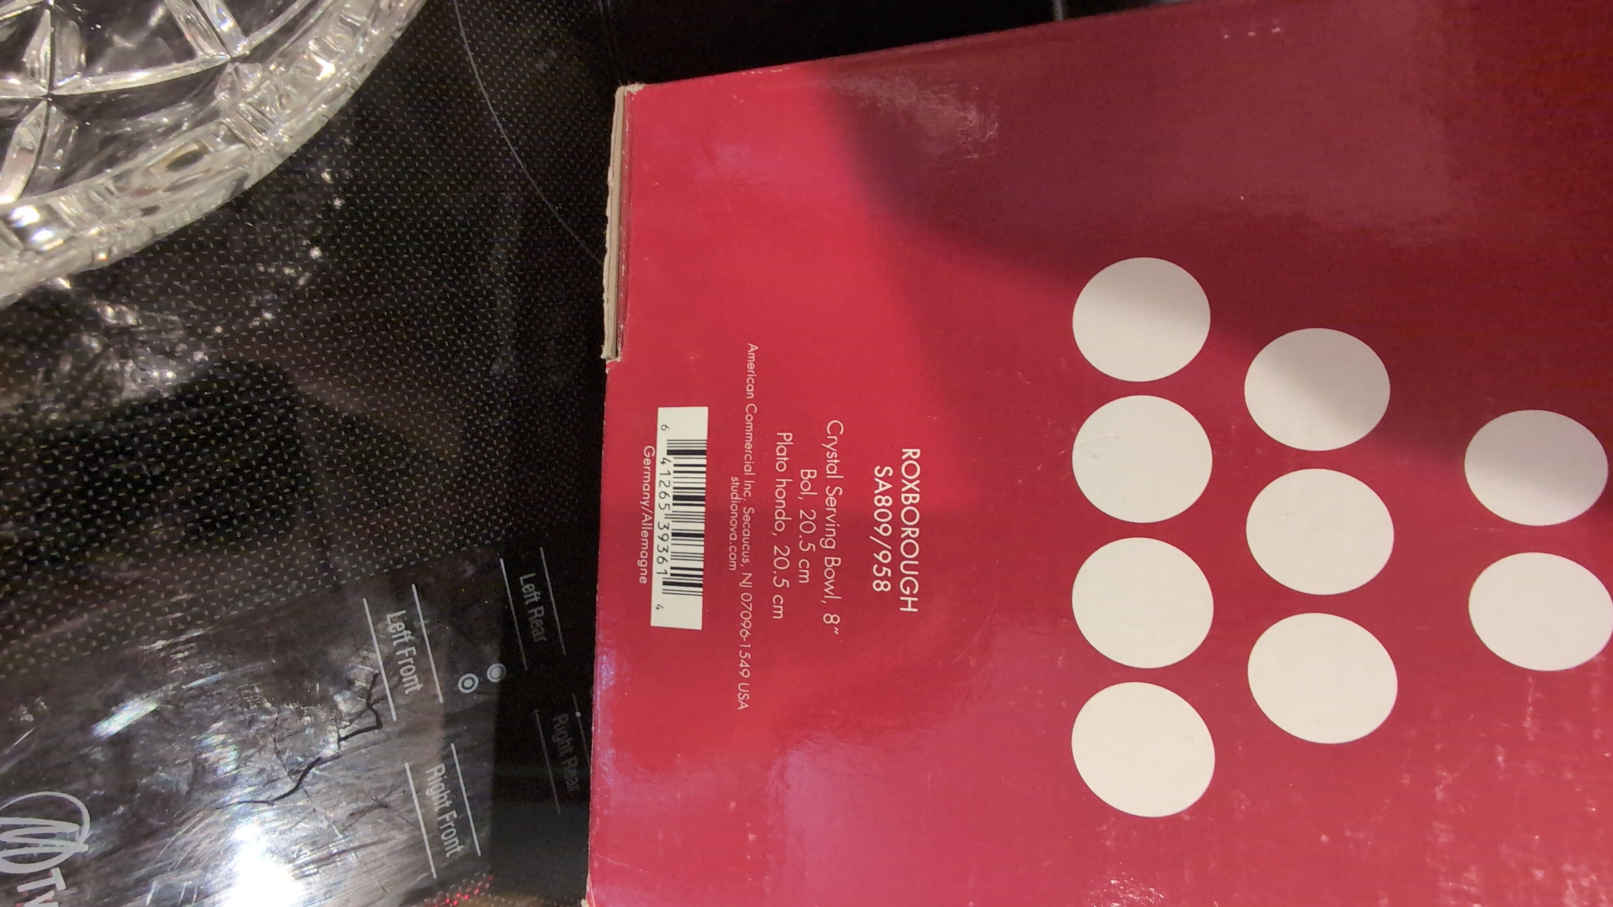 ROXBOROUGH
SA809/958
Crystal Serving Bowl, 8"
Bol, 20.5 cm
Plato hondo, 20.5 cm
American Commercial Inc, Secaucus, NJ 07096-1549 USA
studionova.com
6 41265 39361 4
Germany/Allemagne
Left Rear
Left Front
Right Rear
Right Front